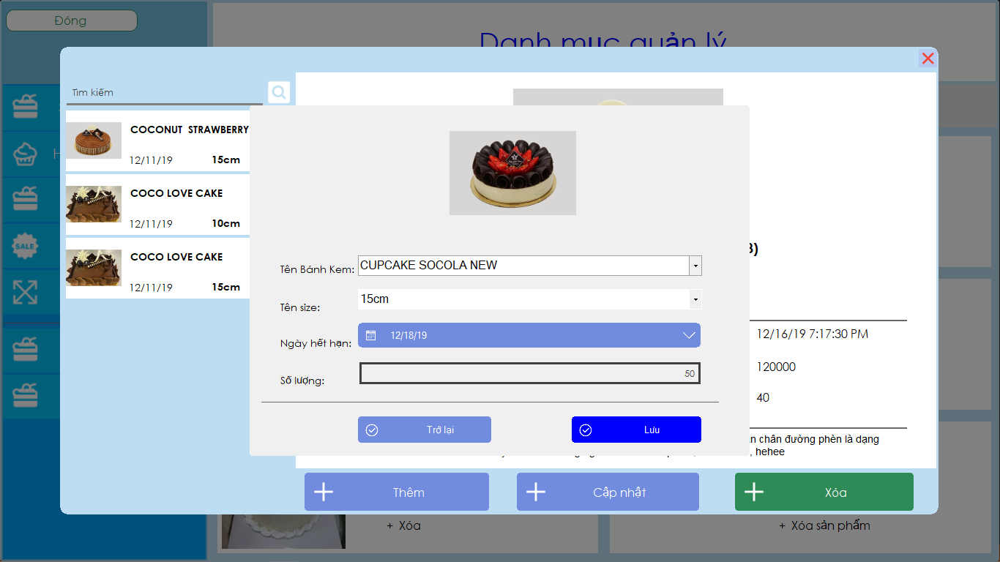 Đóng
Danh mục quản lý
Tìm kiếm
COCONUT STRAWBERRY
12/11/19 15cm
COCO LOVE CAKE
12/11/19 10cm
COCO LOVE CAKE
12/11/19 15cm
SALE
H
Tên Bánh Kem: CUPCAKE SOCOLA NEW
Tên size: 15cm
Ngày hết hạn: 12/18/19
Số lượng: 50
Trở lại Lưu
12/16/19 7:17:30 PM
120000
40
chân đường phèn là dạng
, hehee
Thêm Cập nhật Xóa
+ Xóa + Xóa sản phẩm